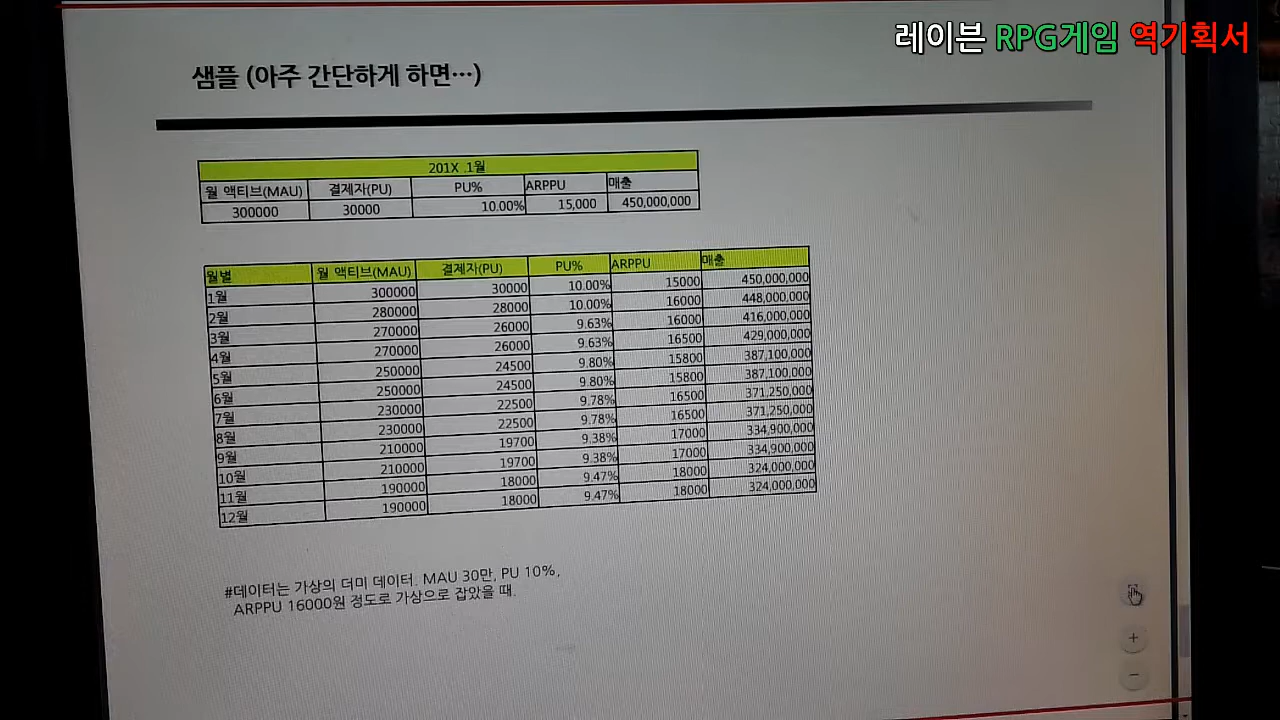 레이븐 RPG게임 역기획서
샘플 (아주 간단하게 하면…)
201X .1월
월 액티브(MAU) 결제자(PU) PU% ARPPU 매출
300000 30000 10.00% 15,000 450,000,000
월별 월 액티브(MAU) 결제자(PU) PU% ARPPU 매출
1월 300000 30000 10.00% 15000 450,000,000
2월 280000 28000 10.00% 16000 448,000,000
3월 270000 26000 9.63% 16000 416,000,000
4월 270000 26000 9.63% 16500 429,000,000
5월 250000 24500 9.80% 15800 387,100,000
6월 250000 24500 9.80% 15800 387,100,000
7월 230000 22500 9.78% 16500 371,250,000
8월 230000 22500 9.78% 16500 371,250,000
9월 210000 19700 9.38% 17000 334,900,000
10월 210000 19700 9.38% 17000 334,900,000
11월 190000 18000 9.47% 18000 324,000,000
12월 190000 18000 9.47% 18000 324,000,000
#데이터는 가상의 더미 데이터. MAU 30만, PU 10%,
ARPPU 16000원 정도로 가상으로 잡았을 때.